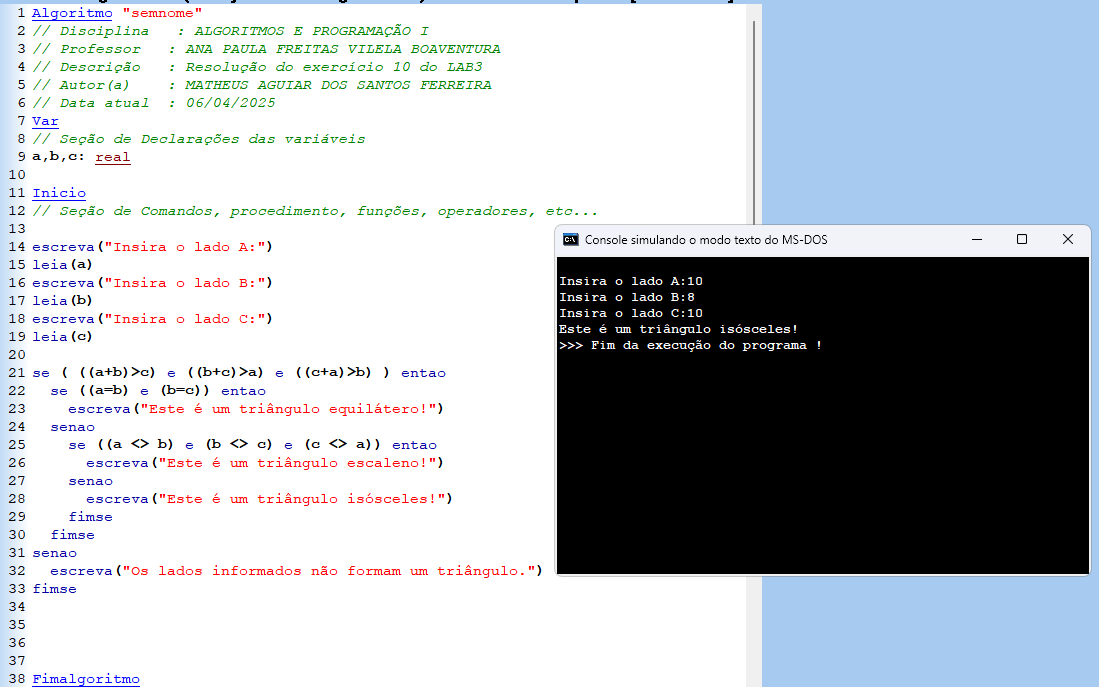 1 Algoritmo "semnome"
2 // Disciplina   : ALGORITMOS E PROGRAMAÇÃO I
3 // Professor   : ANA PAULA FREITAS VILELA BOAVENTURA
4 // Descrição   : Resolução do exercício 10 do LAB3
5 // Autor(a)    : MATHEUS AGUIAR DOS SANTOS FERREIRA
6 // Data atual  : 06/04/2025
7 Var
8 // Seção de Declarações das variáveis
9 a,b,c: real
10
11 Inicio
12 // Seção de Comandos, procedimento, funções, operadores, etc...
13
14 escreva("Insira o lado A:")
15 leia(a)
16 escreva("Insira o lado B:")
17 leia(b)
18 escreva("Insira o lado C:")
19 leia(c)
20
21 se ( ((a+b)>c) e ((b+c)>a) e ((c+a)>b) ) entao
22   se ((a=b) e (b=c)) entao
23     escreva("Este é um triângulo equilátero!")
24   senao
25     se ((a <> b) e (b <> c) e (c <> a)) entao
26       escreva("Este é um triângulo escaleno!")
27     senao
28       escreva("Este é um triângulo isósceles!")
29     fimse
30   fimse
31 senao
32   escreva("Os lados informados não formam um triângulo.")
33 fimse
34
35
36
37
38 Fimalgoritmo
Console simulando o modo texto do MS-DOS
Insira o lado A:10
Insira o lado B:8
Insira o lado C:10
Este é um triângulo isósceles!
>>> Fim da execução do programa !